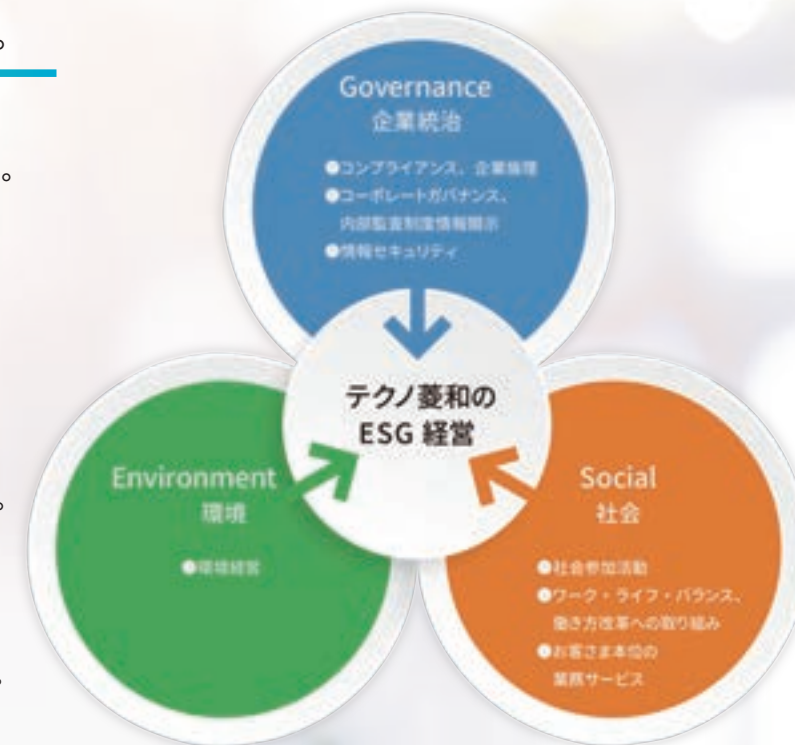 。
。
。
。
Governance
企業統治
●コンプライアンス、企業倫理
●コーポレートガバナンス、
内部監査制度情報開示
●情報セキュリティ
テクノ菱和の
ESG 経営
Environment
環境
●環境経営
Social
社会
●社会参加活動
●ワーク・ライフ・バランス、
働き方改革への取り組み
●お客さま本位の
業務サービス